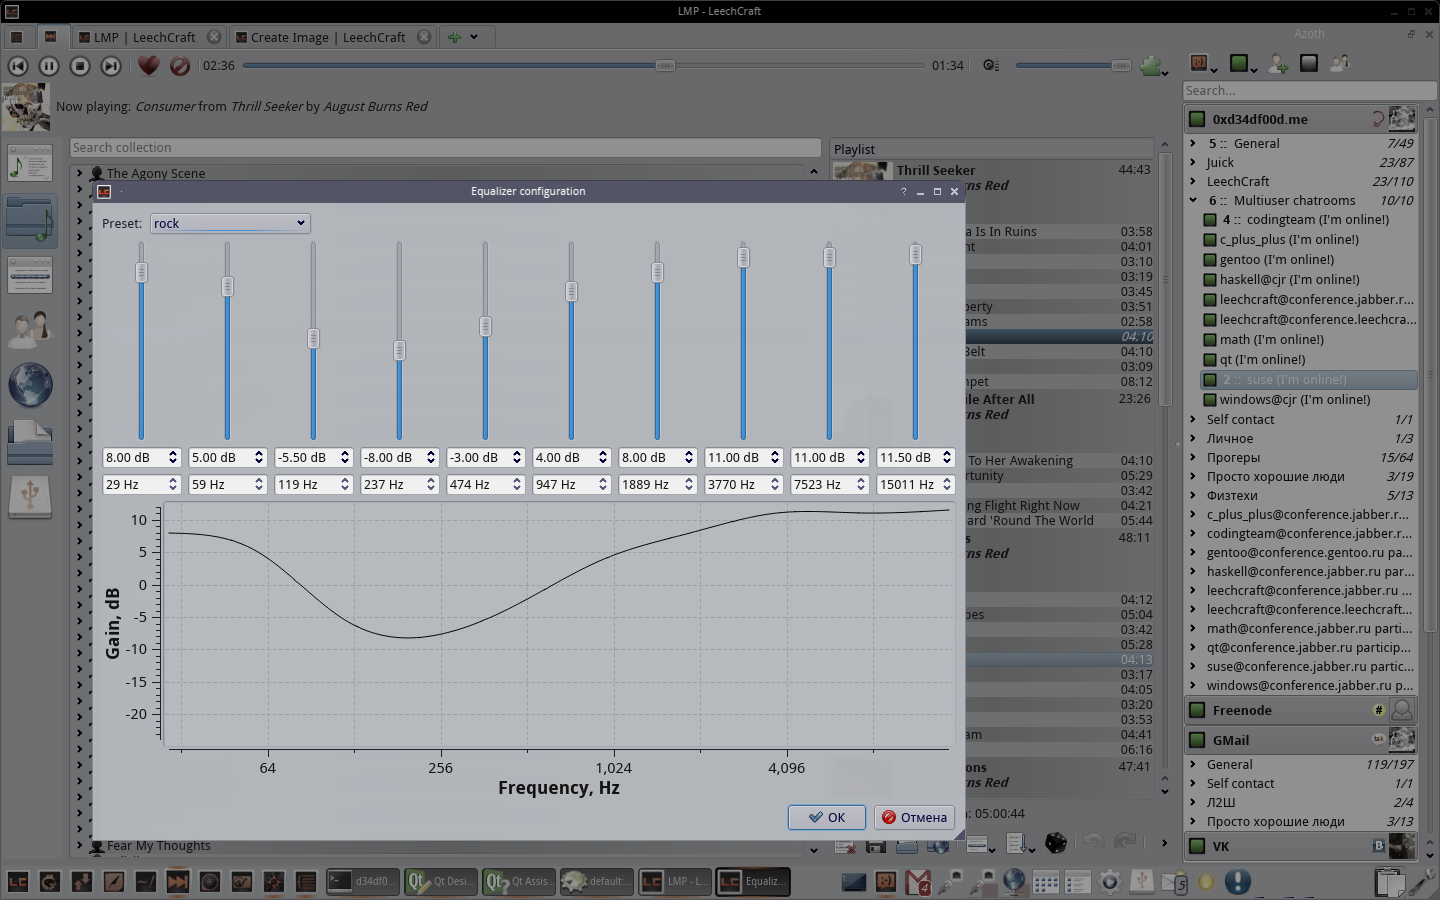 LMP - LeechCraft
LMP | LeechCraft
Create Image | LeechCraft
Azoth
02:36
01:34
Now playing: Consumer from Thrill Seeker by August Burns Red
Search...
Search collection
The Agony Scene
Fear My Thoughts
Playlist
Thrill Seeker 44:43
rns Red
a Is In Ruins 03:58
nt 04:01
03:10
03:19
03:45
perty 03:51
ams 02:58
04:10
Belt 04:10
03:09
mpet 08:12
ile After All 23:26
rns Red
To Her Awakening 04:10
rtunity 05:29
03:42
ng Flight Right Now 04:21
ard 'Round The World 05:44
s 48:11
rns Red
04:12
bes 05:04
03:42
05:28
04:13
03:17
04:05
03:20
03:53
am 04:41
06:16
ons 47:41
rns Red
: 05:00:44
Equalizer configuration
Preset: rock
8.00 dB 5.00 dB -5.50 dB -8.00 dB -3.00 dB 4.00 dB 8.00 dB 11.00 dB 11.00 dB 11.50 dB
29 Hz 59 Hz 119 Hz 237 Hz 474 Hz 947 Hz 1889 Hz 3770 Hz 7523 Hz 15011 Hz
Gain, dB
10
5
0
-5
-10
-15
-20
64 256 1,024 4,096
Frequency, Hz
OK
Отмена
0xd34df00d.me
5 :: General 7/49
Juick 23/87
LeechCraft 23/110
6 :: Multiuser chatrooms 10/10
4 :: codingteam (I'm online!)
c_plus_plus (I'm online!)
gentoo (I'm online!)
haskell@cjr (I'm online!)
leechcraft@conference.jabber.r...
leechcraft@conference.leechcra...
math (I'm online!)
qt (I'm online!)
2 :: suse (I'm online!)
windows@cjr (I'm online!)
Self contact 1/1
Личное 1/3
Прогеры 15/64
Просто хорошие люди 3/19
Физтехи 5/13
c_plus_plus@conference.jabber.r...
codingteam@conference.jabber.r...
gentoo@conference.gentoo.ru pa...
haskell@conference.jabber.ru pa...
leechcraft@conference.jabber.ru ...
leechcraft@conference.leechcraft...
math@conference.jabber.ru parti...
qt@conference.jabber.ru particip...
suse@conference.jabber.ru partic...
windows@conference.jabber.ru p...
Freenode #
GMail talk
General 119/197
Self contact 1/1
Л2Ш 2/4
Просто хорошие люди 3/13
VK B
d34df0...
Qt Desi...
Qt Assis...
default:...
LMP - L...
Equaliz...
4
5